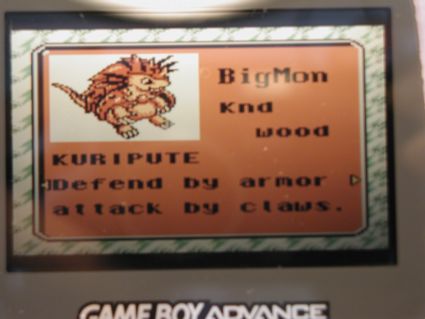 BigMon
Knd
wood
KURIPUTE
Defend by armor
attack by claws.
GAME BOY ADVANCE